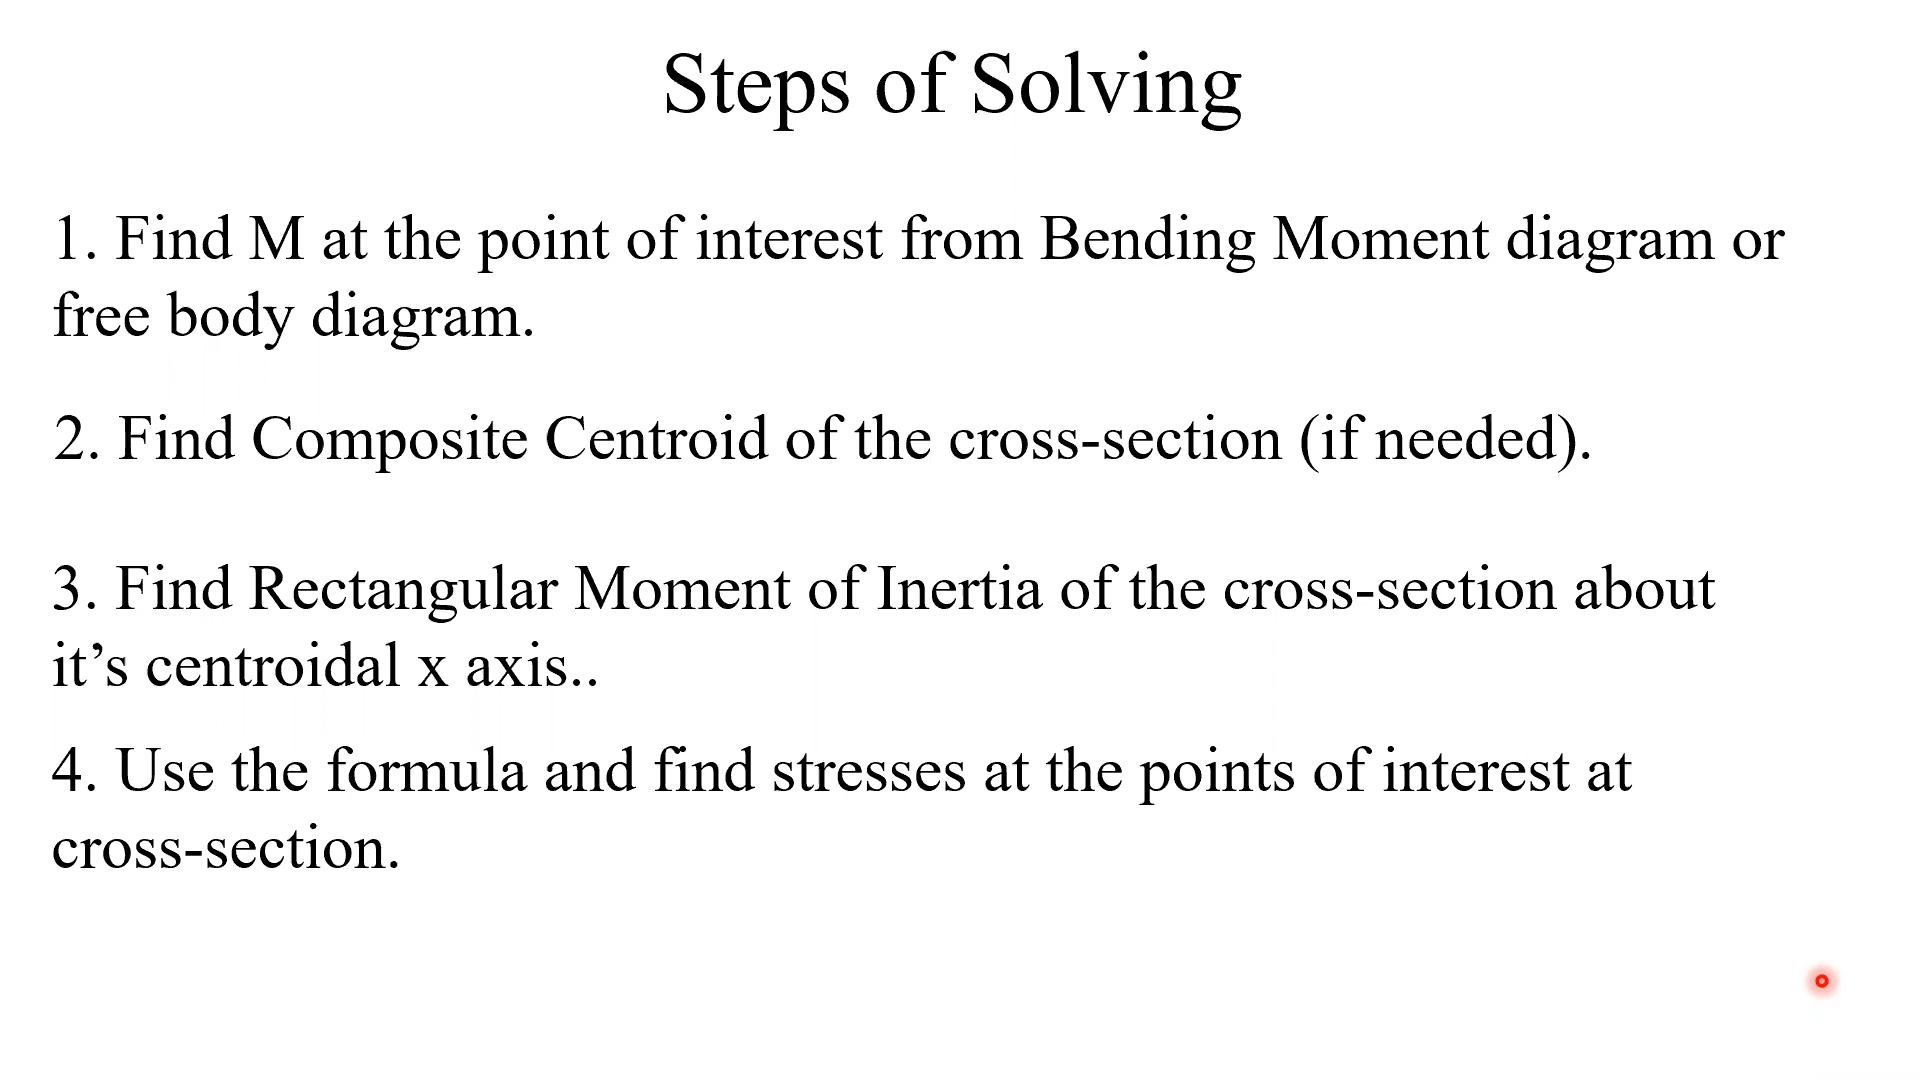 Steps of Solving
1. Find M at the point of interest from Bending Moment diagram or
free body diagram.
2. Find Composite Centroid of the cross-section (if needed).
3. Find Rectangular Moment of Inertia of the cross-section about
it’s centroidal x axis..
4. Use the formula and find stresses at the points of interest at
cross-section.